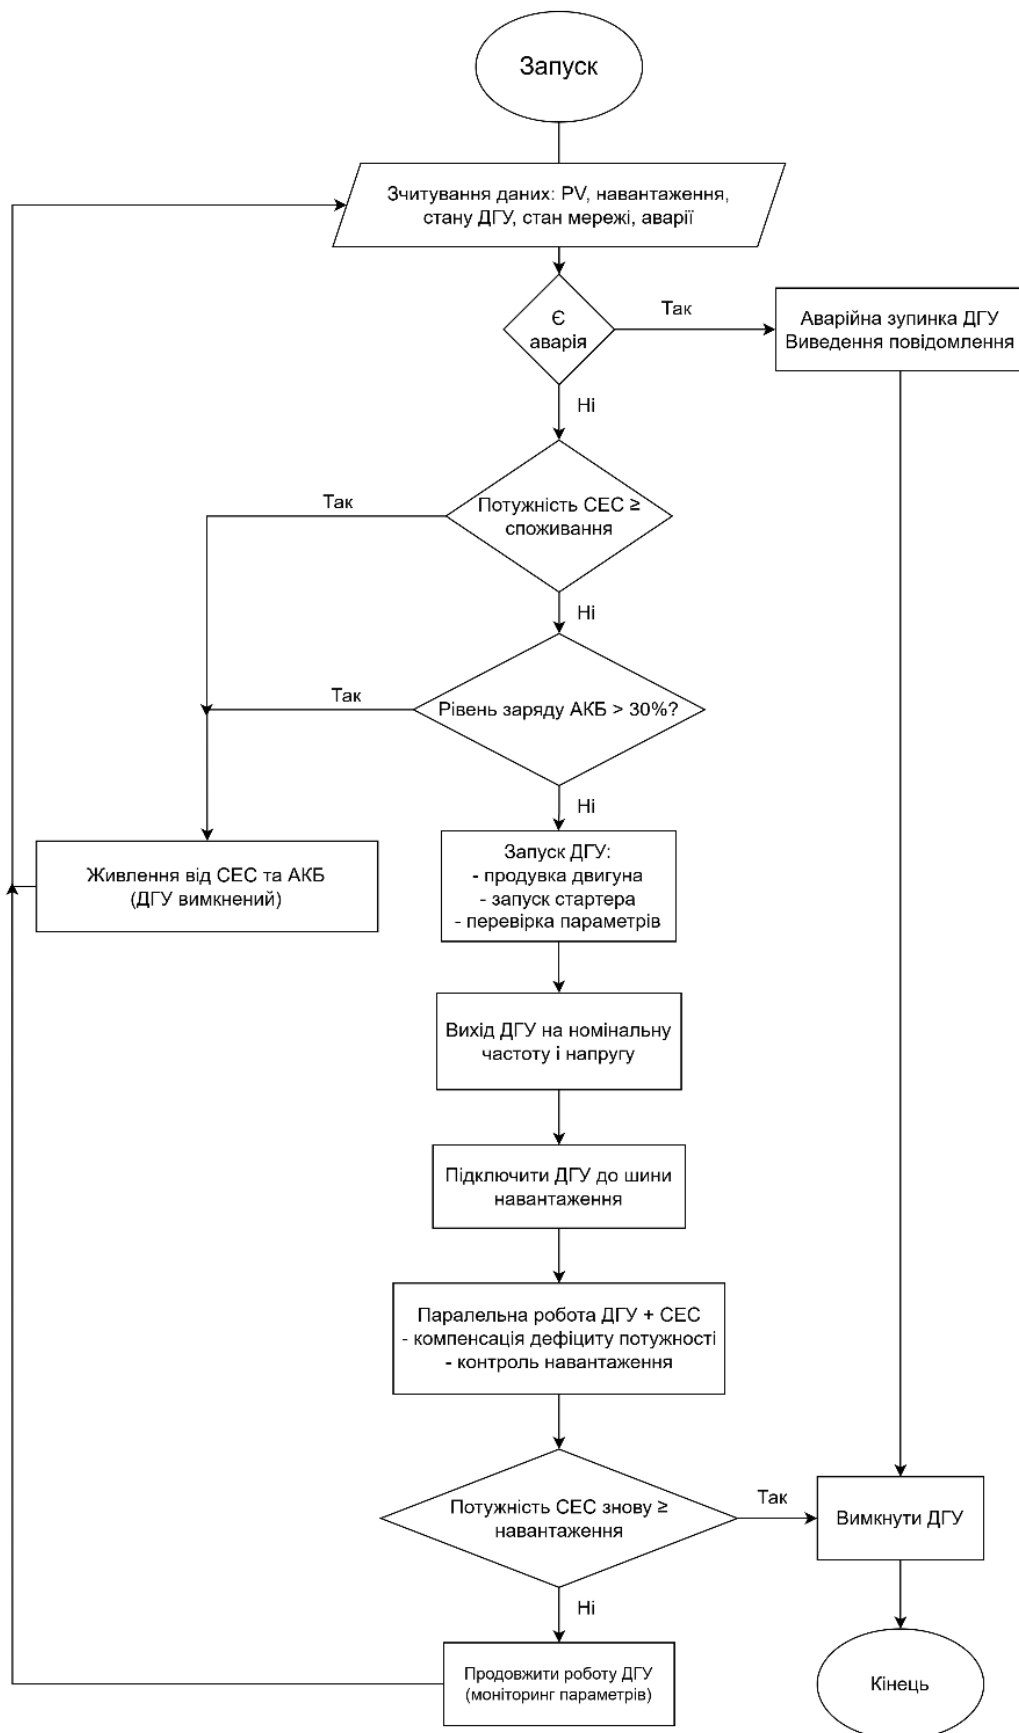 Запуск
Зчитування даних: PV, навантаження,
стану ДГУ, стан мережі, аварії
Є
аварія
Так
Аварійна зупинка ДГУ
Виведення повідомлення
Ні
Потужність СЕС ≥
споживання
Так
Ні
Рівень заряду АКБ > 30%?
Так
Ні
Живлення від СЕС та АКБ
(ДГУ вимкнений)
Запуск ДГУ:
- продувка двигуна
- запуск стартера
- перевірка параметрів
Вихід ДГУ на номінальну
частоту і напругу
Підключити ДГУ до шини
навантаження
Паралельна робота ДГУ + СЕС
- компенсація дефіциту потужності
- контроль навантаження
Потужність СЕС знову ≥
навантаження
Так
Вимкнути ДГУ
Ні
Продовжити роботу ДГУ
(моніторинг параметрів)
Кінець